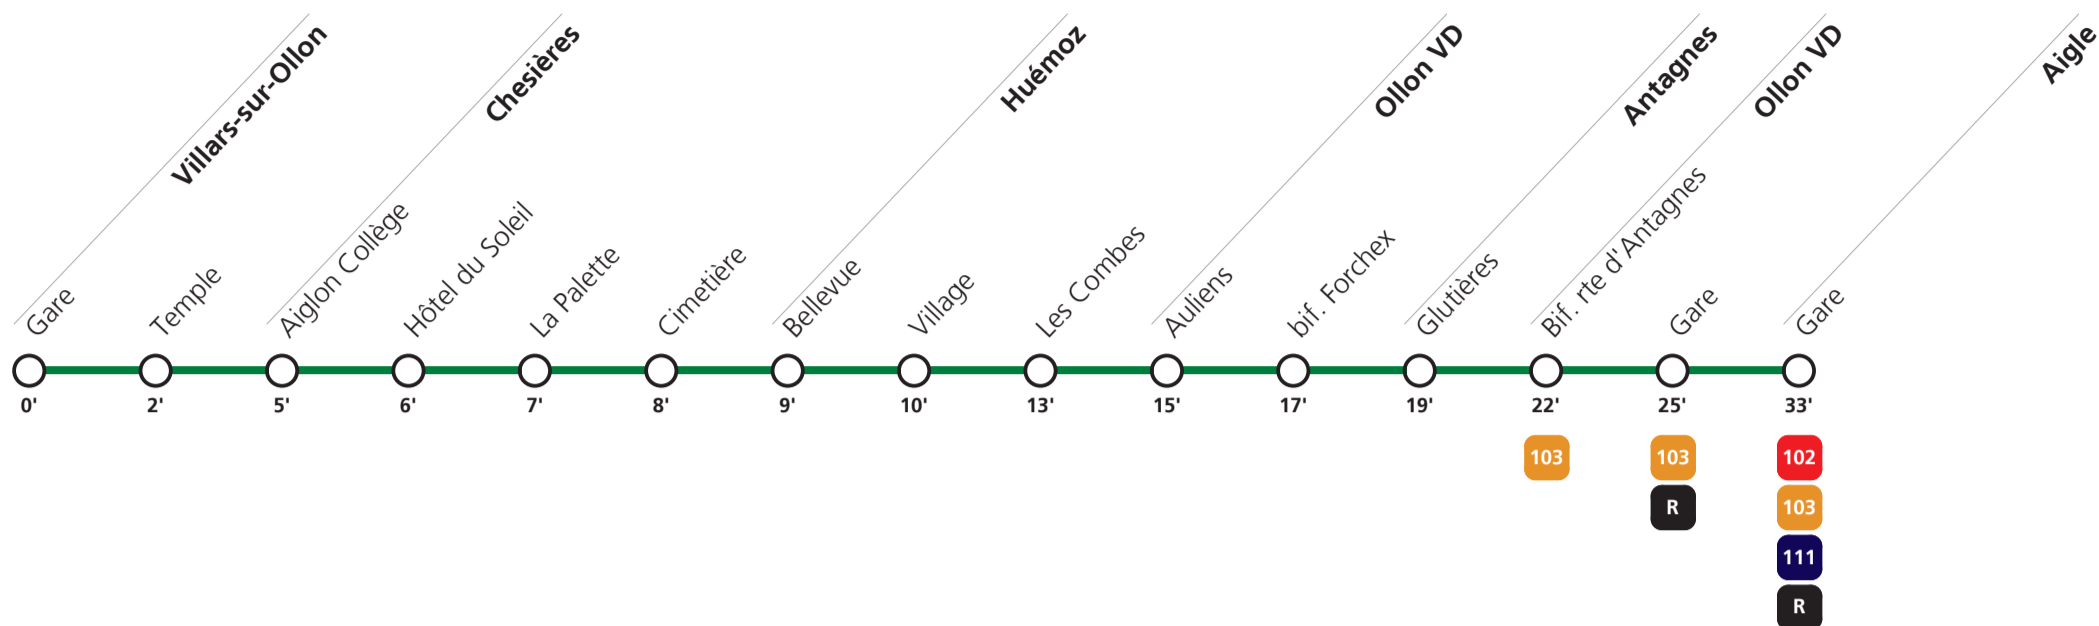 Villars-sur-Ollon
Chesières
Huémoz
Ollon VD
Antagnes
Ollon VD
Aigle
Gare
Temple
Aiglon Collège
Hôtel du Soleil
La Palette
Cimetière
Bellevue
Village
Les Combes
Auliens
bif. Forchex
Glutières
Bif. rte d'Antagnes
Gare
Gare
0' 2' 5' 6' 7' 8' 9' 10' 13' 15' 17' 19' 22' 25' 33'
103 103 102
R 103
111
R